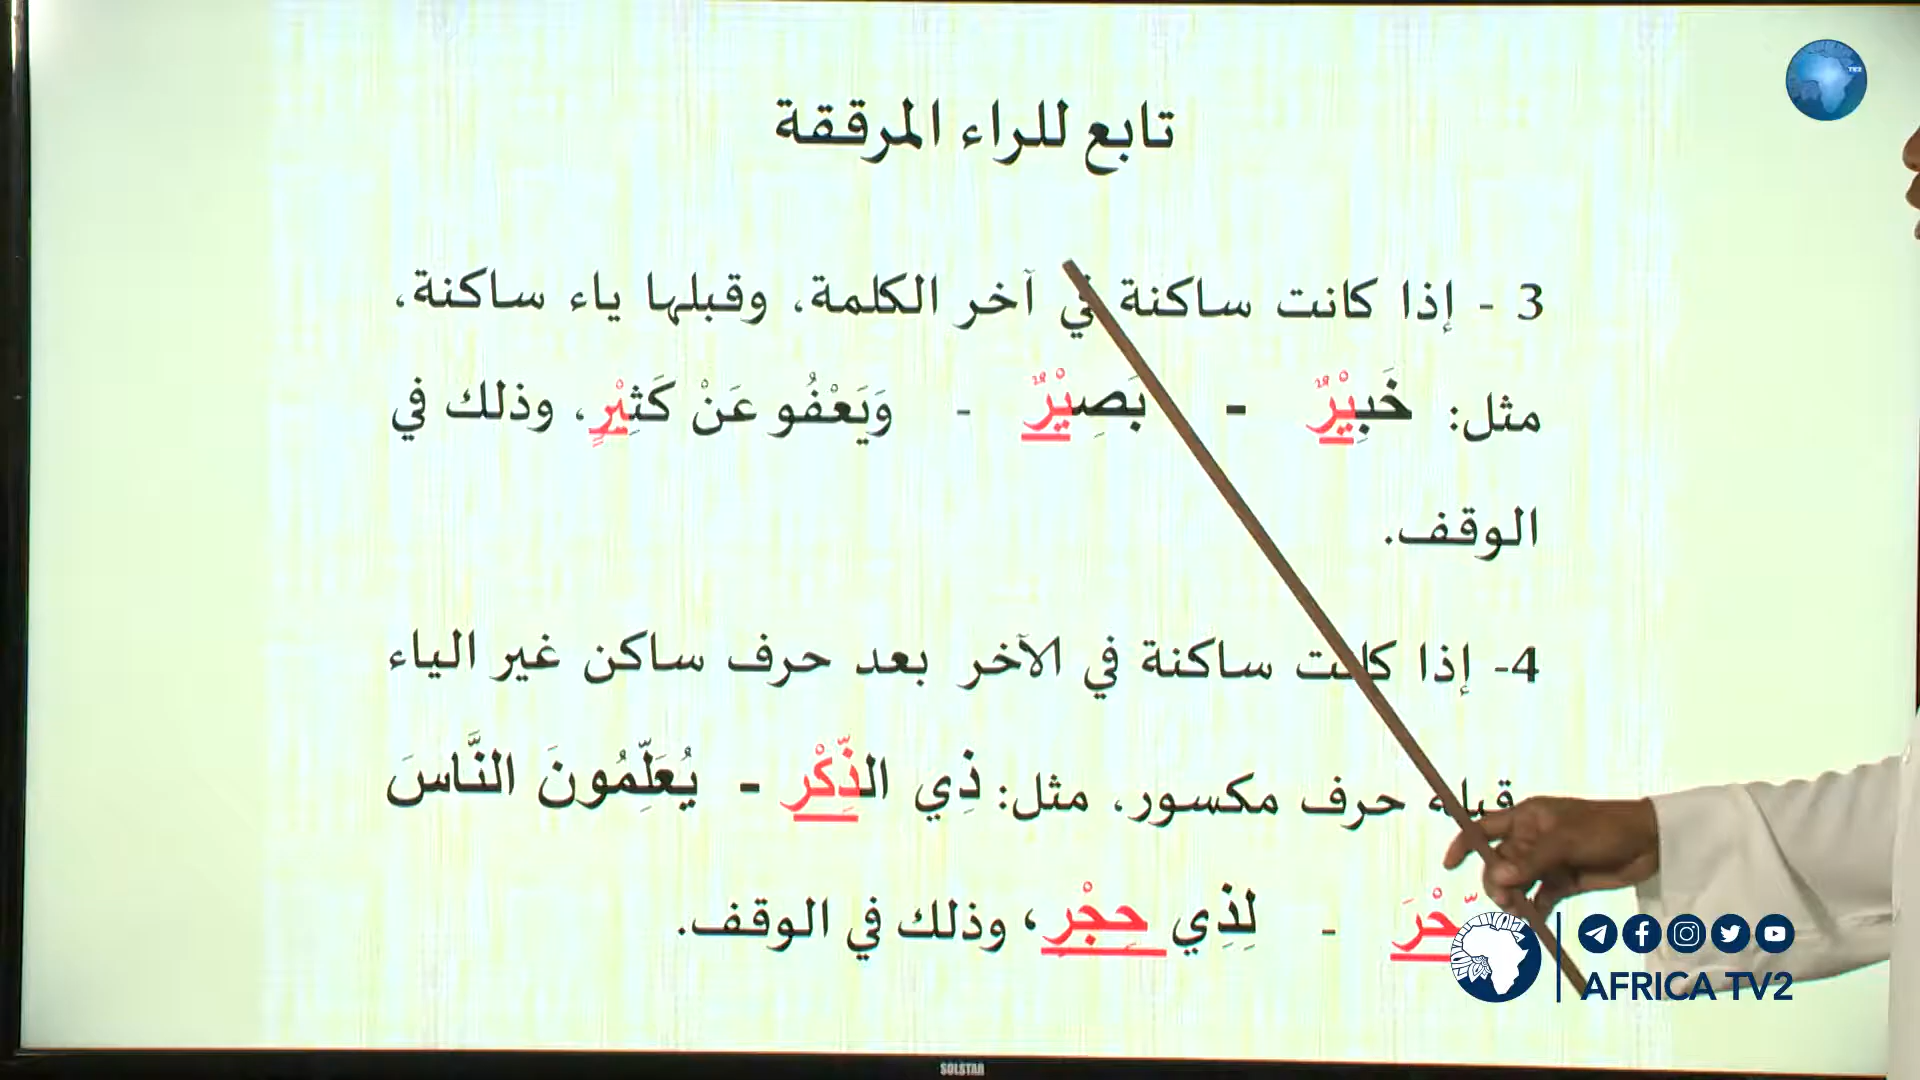 تابع للراء المرققة
3 - إذا كانت ساكنة في آخر الكلمة، وقبلها ياء ساكنة،
مثل: خَبِيْرٌ - بَصِيْرٌ - وَيَعْفُو عَنْ كَثِيْرٍ، وذلك في
الوقف.
4- إذا كانت ساكنة في الآخر بعد حرف ساكن غير الياء
قبله حرف مكسور، مثل: ذِي الذِّكْرِ - يُعَلِّمُونَ النَّاسَ
- لِذِي حِجْرٍ، وذلك في الوقف.
AFRICA TV2
TV2
SOLSTAR